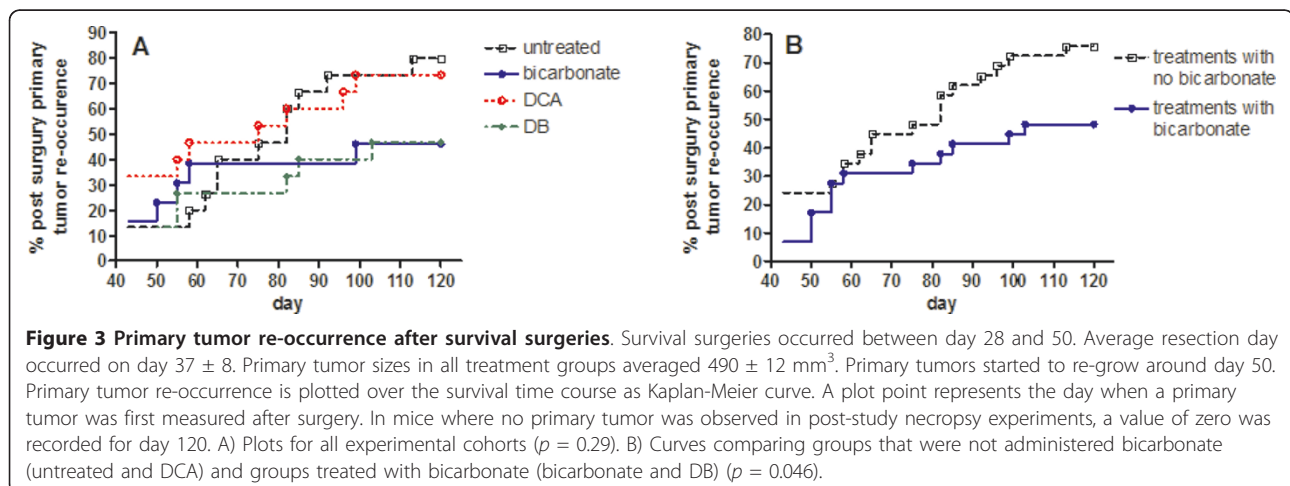 A
% post surgury primary
tumor re-occurence
90
80
70
60
50
40
30
20
10
0
40 50 60 70 80 90 100 110 120
day
untreated
bicarbonate
DCA
DB
B
% post surgury primary
tumor re-occurence
80
70
60
50
40
30
20
10
0
40 50 60 70 80 90 100 110 120
day
treatments with
no bicarbonate
treatments with
bicarbonate
Figure 3 Primary tumor re-occurrence after survival surgeries. Survival surgeries occurred between day 28 and 50. Average resection day
occurred on day 37 ± 8. Primary tumor sizes in all treatment groups averaged 490 ± 12 mm³. Primary tumors started to re-grow around day 50.
Primary tumor re-occurrence is plotted over the survival time course as Kaplan-Meier curve. A plot point represents the day when a primary
tumor was first measured after surgery. In mice where no primary tumor was observed in post-study necropsy experiments, a value of zero was
recorded for day 120. A) Plots for all experimental cohorts (p = 0.29). B) Curves comparing groups that were not administered bicarbonate
(untreated and DCA) and groups treated with bicarbonate (bicarbonate and DB) (p = 0.046).